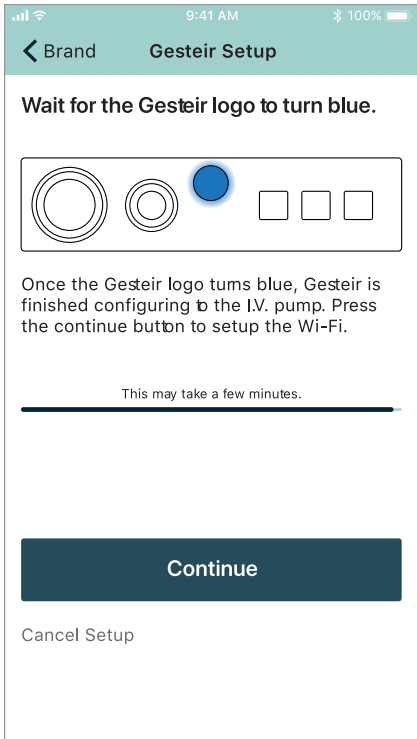 9:41 AM
100%
Brand
Gesteir Setup
Wait for the Gesteir logo to turn blue.
Once the Gesteir logo turns blue, Gesteir is
finished configuring to the I.V. pump. Press
the continue button to setup the Wi-Fi.
This may take a few minutes.
Continue
Cancel Setup